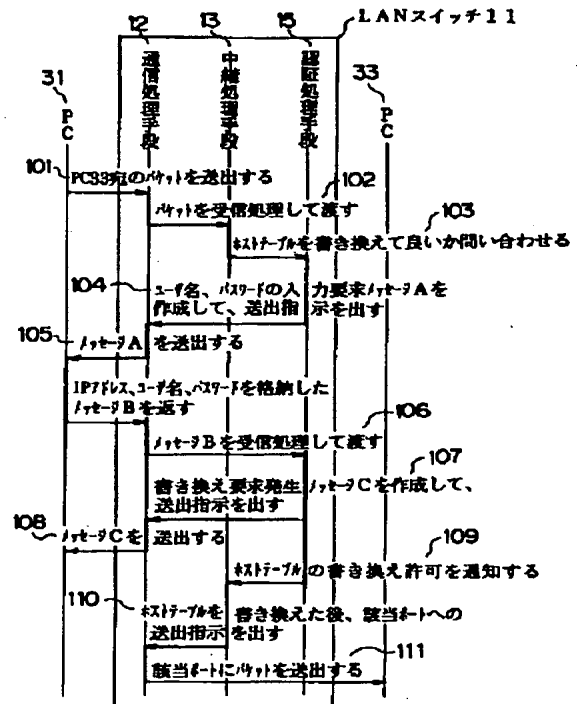 LANスイッチ11
12
13
15
通信処理手段
中継処理手段
認証処理手段
31
PC
33
PC
101
PC33宛のパケットを送出する
102
パケットを受信処理して渡す
103
ホストテーブルを書き換えて良いか問い合わせる
104
ユーザ名、パスワードの入力要求メッセージAを
作成して、送出指示を出す
105
メッセージAを送出する
IPアドレス、ユーザ名、パスワードを格納した
メッセージBを返す
106
メッセージBを受信処理して渡す
107
書き換え要求発生メッセージCを作成して、
送出指示を出す
108
メッセージCを送出する
109
ホストテーブルの書き換え許可を通知する
110
ホストテーブルを書き換えた後、該当ポートへの
送出指示を出す
111
該当ポートにパケットを送出する